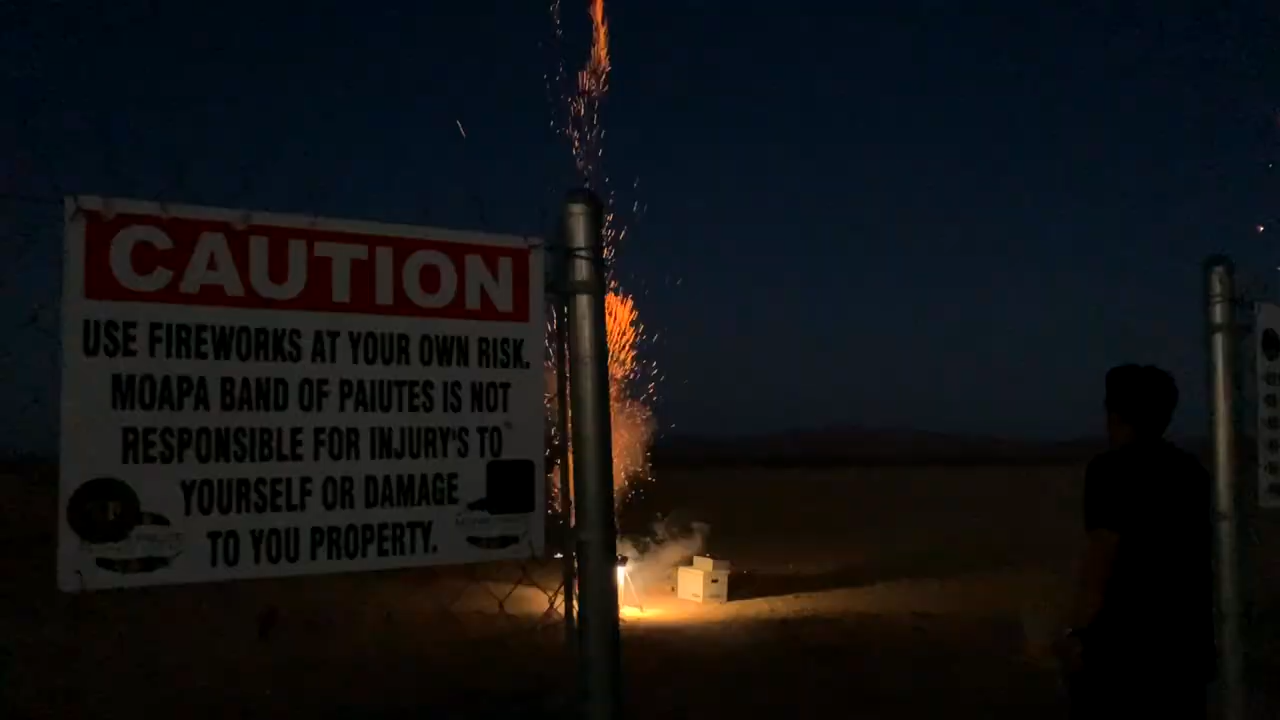 CAUTION
USE FIREWORKS AT YOUR OWN RISK.
MOAPA BAND OF PAIUTES IS NOT
RESPONSIBLE FOR INJURY'S TO
YOURSELF OR DAMAGE
TO YOU PROPERTY.